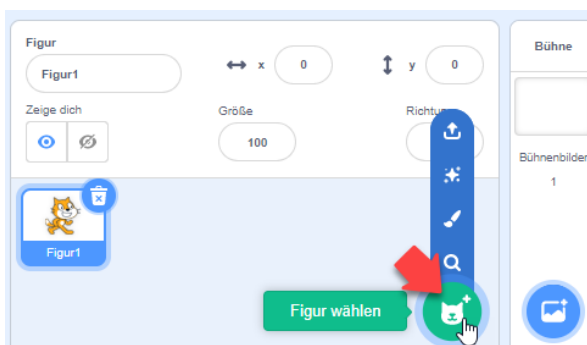 Figur
Figur1
x 0
y 0
Bühne
Zeige dich
Größe
100
Bühnenbilder
1
Figur1
Figur wählen